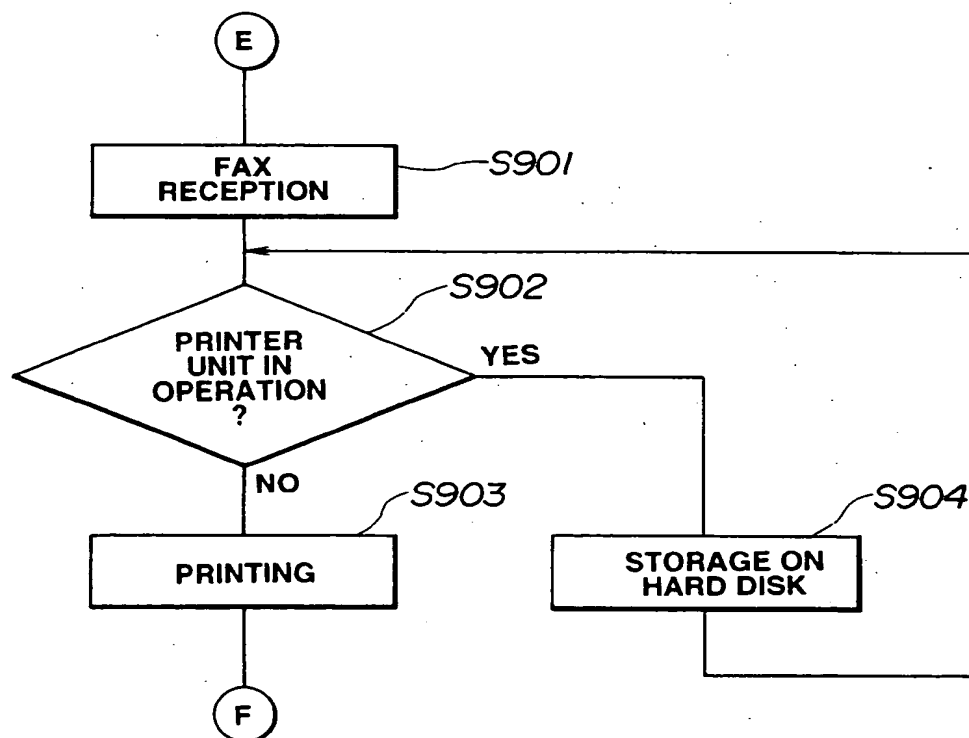 E
FAX
RECEPTION
S901
S902
PRINTER
UNIT IN
OPERATION
?
YES
NO
S903
PRINTING
S904
STORAGE ON
HARD DISK
F